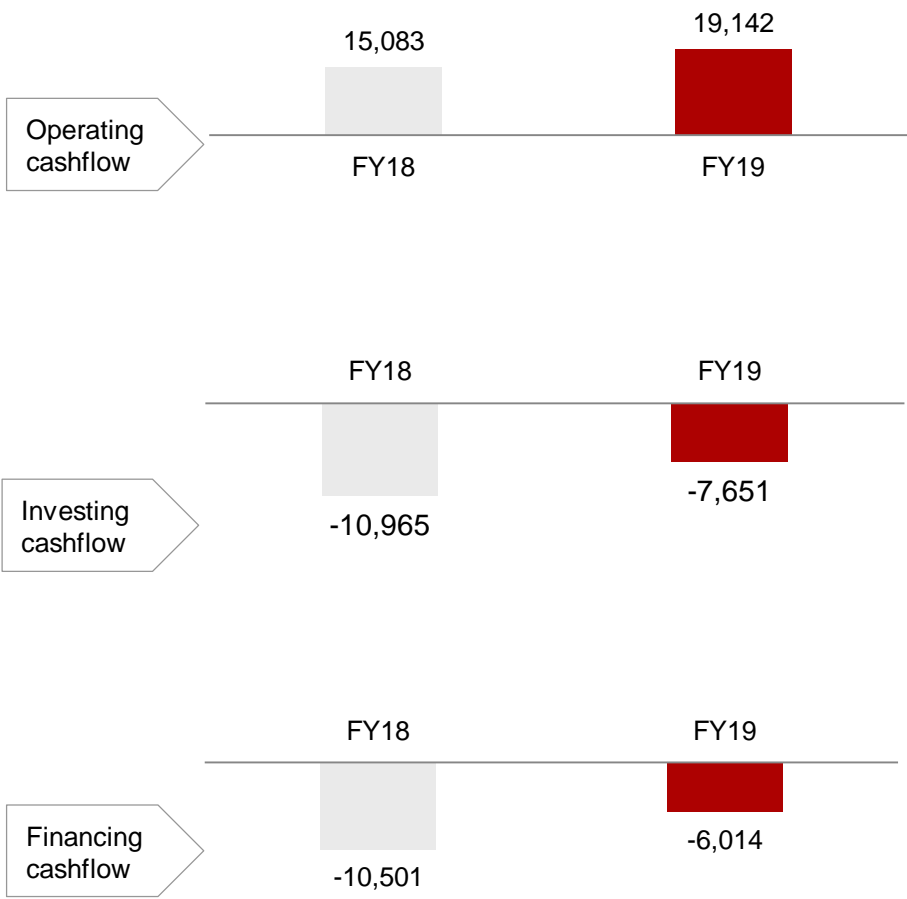 15,083
19,142
Operating
cashflow
FY18
FY19
FY18
FY19
Investing
cashflow
-10,965
-7,651
FY18
FY19
Financing
cashflow
-10,501
-6,014